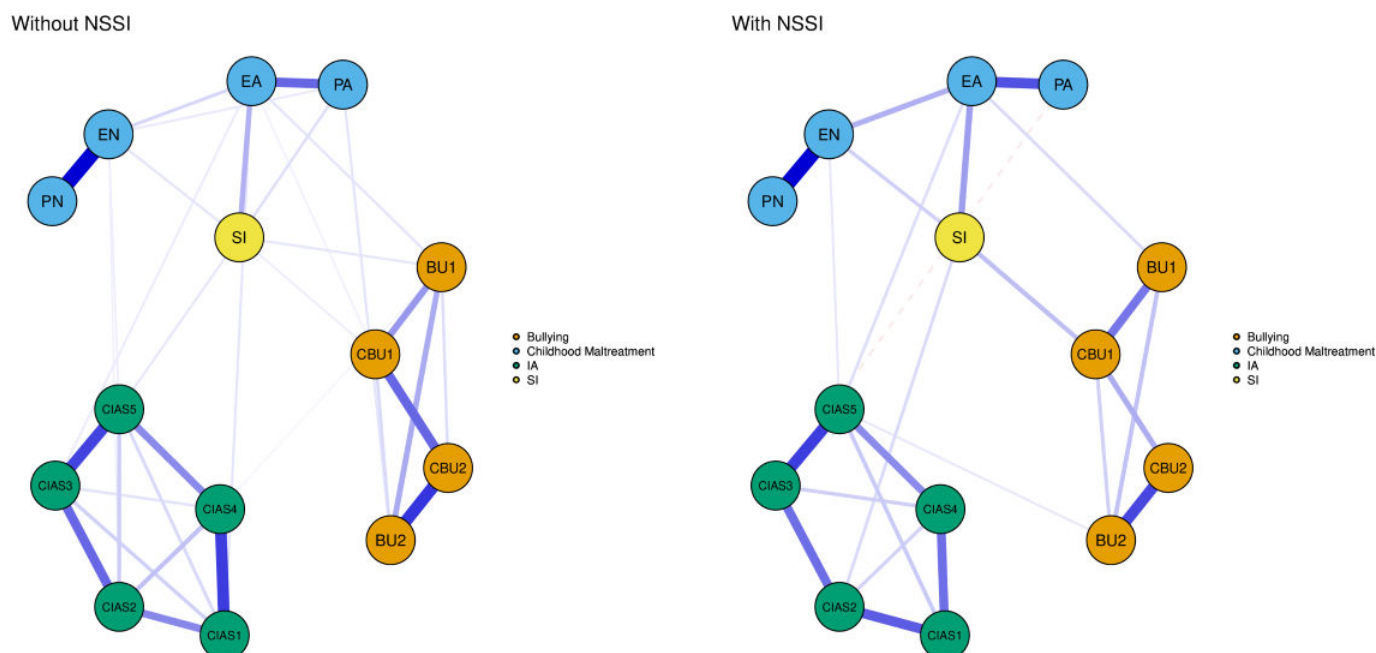 Without NSSI
EA
PA
EN
PN
SI
BU1
CBU1
CIAS5
CBU2
CIAS3
CIAS4
BU2
CIAS2
CIAS1
Bullying
Childhood Maltreatment
IA
SI
With NSSI
EA
PA
EN
PN
SI
BU1
CBU1
CIAS5
CBU2
CIAS3
CIAS4
BU2
CIAS2
CIAS1
Bullying
Childhood Maltreatment
IA
SI